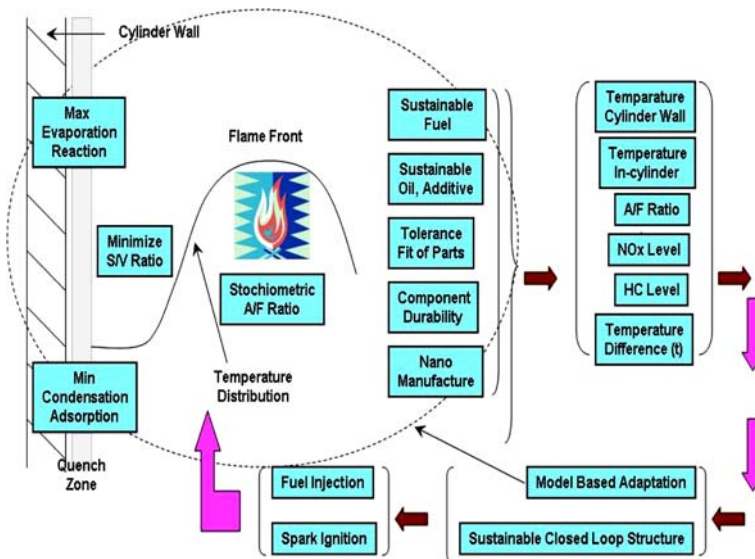 Cylinder Wall
Max
Evaporation
Reaction
Flame Front
Minimize
S/V Ratio
Stochiometric
A/F Ratio
Min
Condensation
Adsorption
Temperature
Distribution
Quench
Zone
Sustainable
Fuel
Sustainable
Oil, Additive
Tolerance
Fit of Parts
Component
Durability
Nano
Manufacture
Temparature
Cylinder Wall
Temperature
In-cylinder
A/F Ratio
NOx Level
HC Level
Temperature
Difference (t)
Fuel Injection
Spark Ignition
Model Based Adaptation
Sustainable Closed Loop Structure